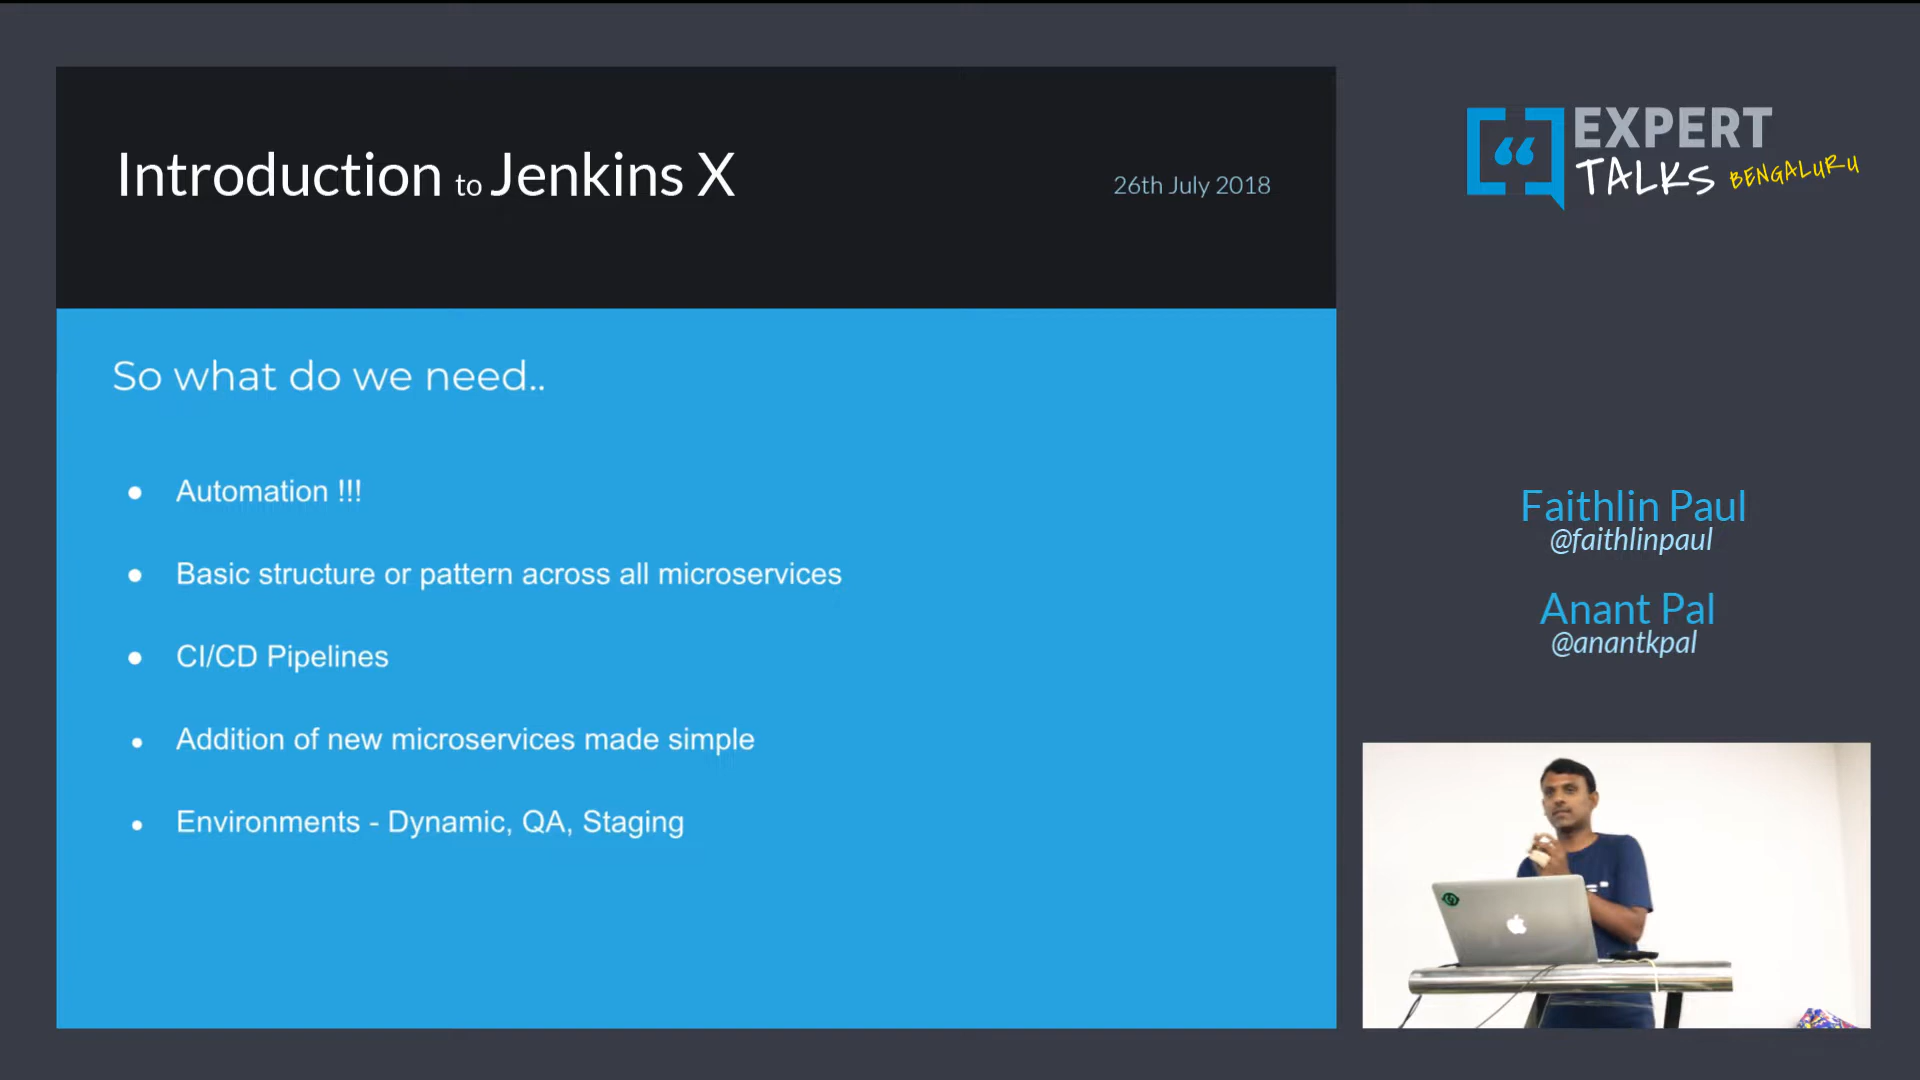 Introduction to Jenkins X
26th July 2018
EXPERT
TALKS BENGALURU
So what do we need..
Automation !!!
Basic structure or pattern across all microservices
CI/CD Pipelines
Addition of new microservices made simple
Environments - Dynamic, QA, Staging
Faithlin Paul
@faithlinpaul
Anant Pal
@anantkpal